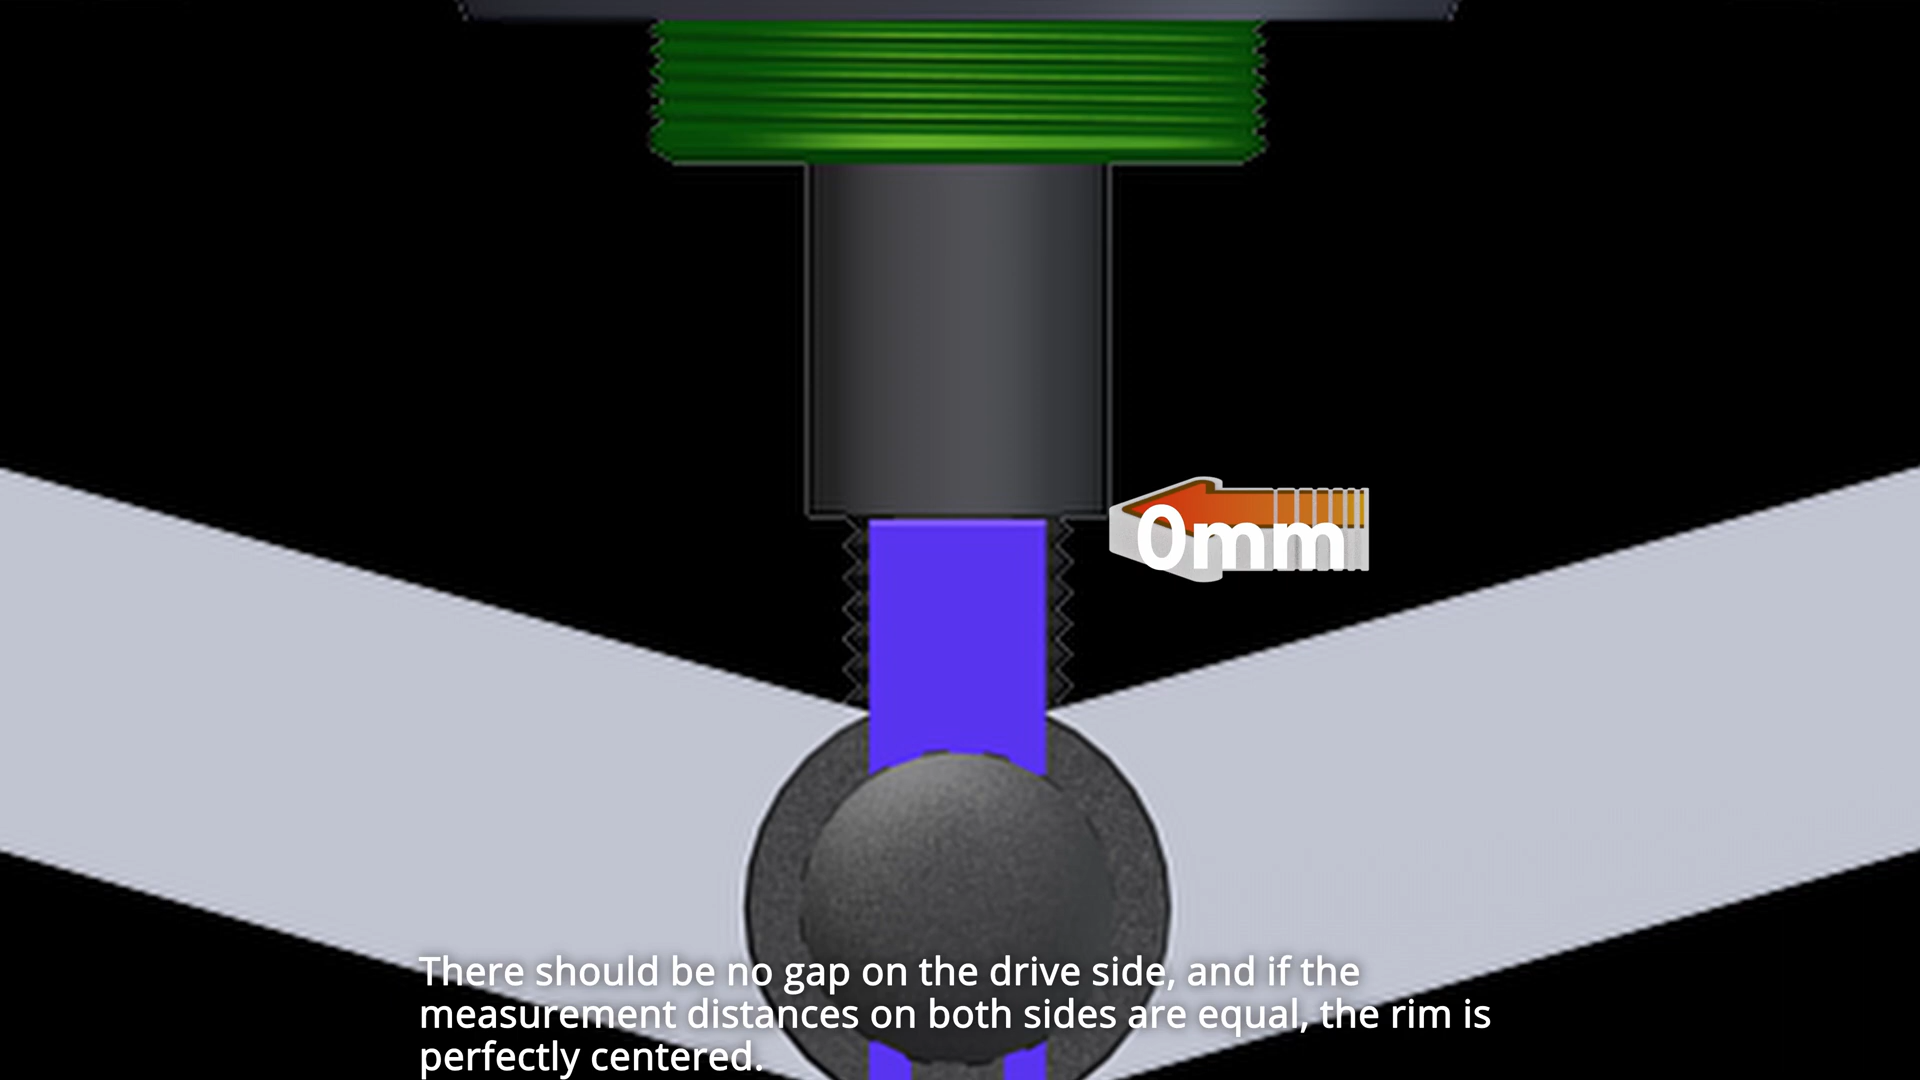 0mm
There should be no gap on the drive side, and if the
measurement distances on both sides are equal, the rim is
perfectly centered.